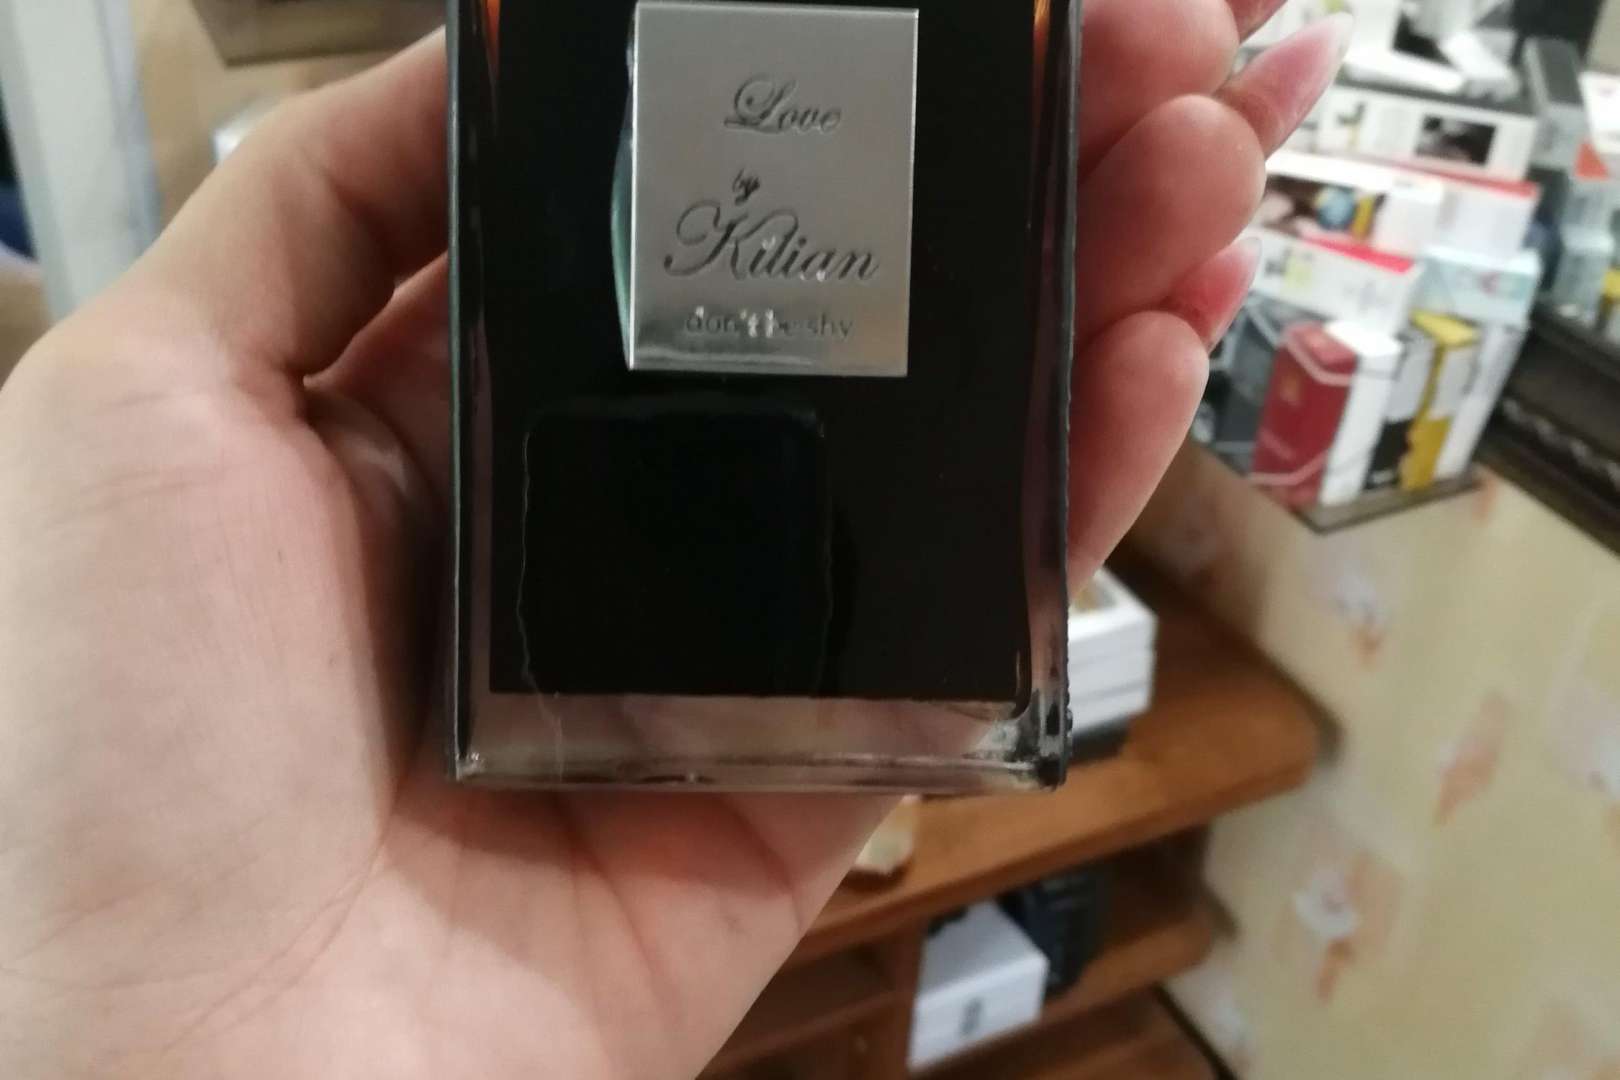 Love
by
Kilian
don't be shy